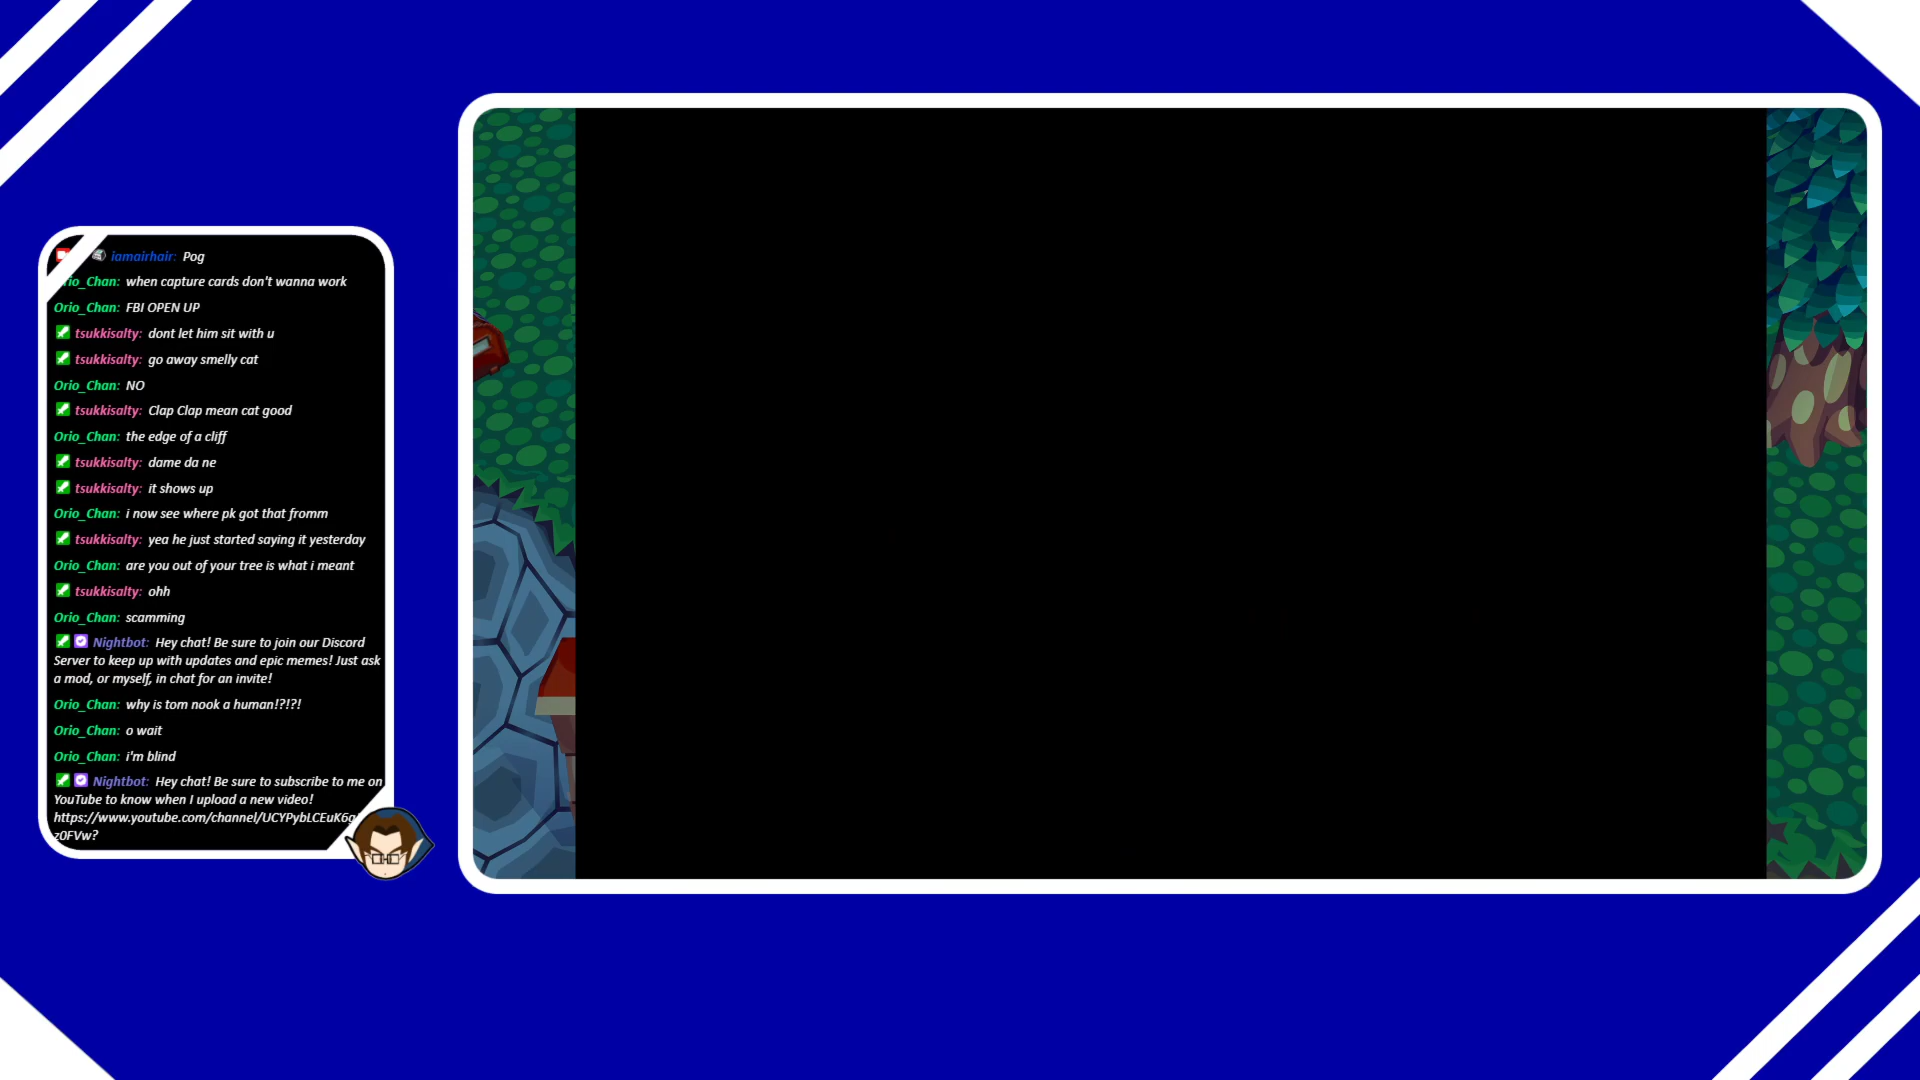 iamairhair: Pog
Orio_Chan: when capture cards don't wanna work
Orio_Chan: FBI OPEN UP
tsukkisalty: dont let him sit with u
tsukkisalty: go away smelly cat
Orio_Chan: NO
tsukkisalty: Clap Clap mean cat good
Orio_Chan: the edge of a cliff
tsukkisalty: dame da ne
tsukkisalty: it shows up
Orio_Chan: i now see where pk got that fromm
tsukkisalty: yea he just started saying it yesterday
Orio_Chan: are you out of your tree is what i meant
tsukkisalty: ohh
Orio_Chan: scamming
Nightbot: Hey chat! Be sure to join our Discord
Server to keep up with updates and epic memes! Just ask
a mod, or myself, in chat for an invite!
Orio_Chan: why is tom nook a human!?!?!
Orio_Chan: o wait
Orio_Chan: i'm blind
Nightbot: Hey chat! Be sure to subscribe to me on
YouTube to know when I upload a new video!
https://www.youtube.com/channel/UCYPybLCEuK6g
z0FVw?